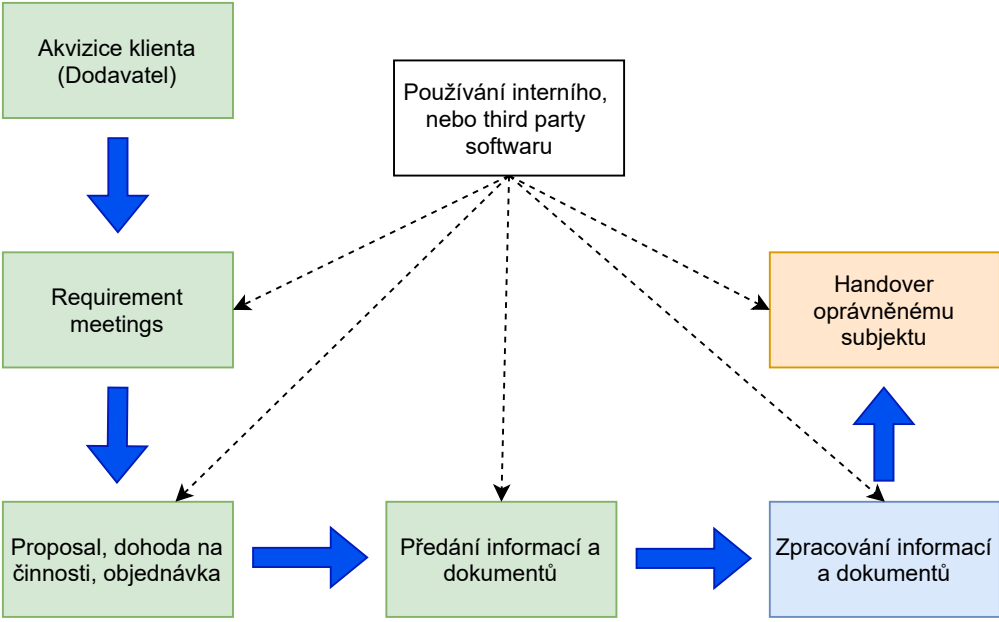 Akvizice klienta
(Dodavatel)
Používání interního,
nebo third party
softwaru
Requirement
meetings
Handover
oprávněnému
subjektu
Proposal, dohoda na
činnosti, objednávka
Předání informací a
dokumentů
Zpracování informací
a dokumentů